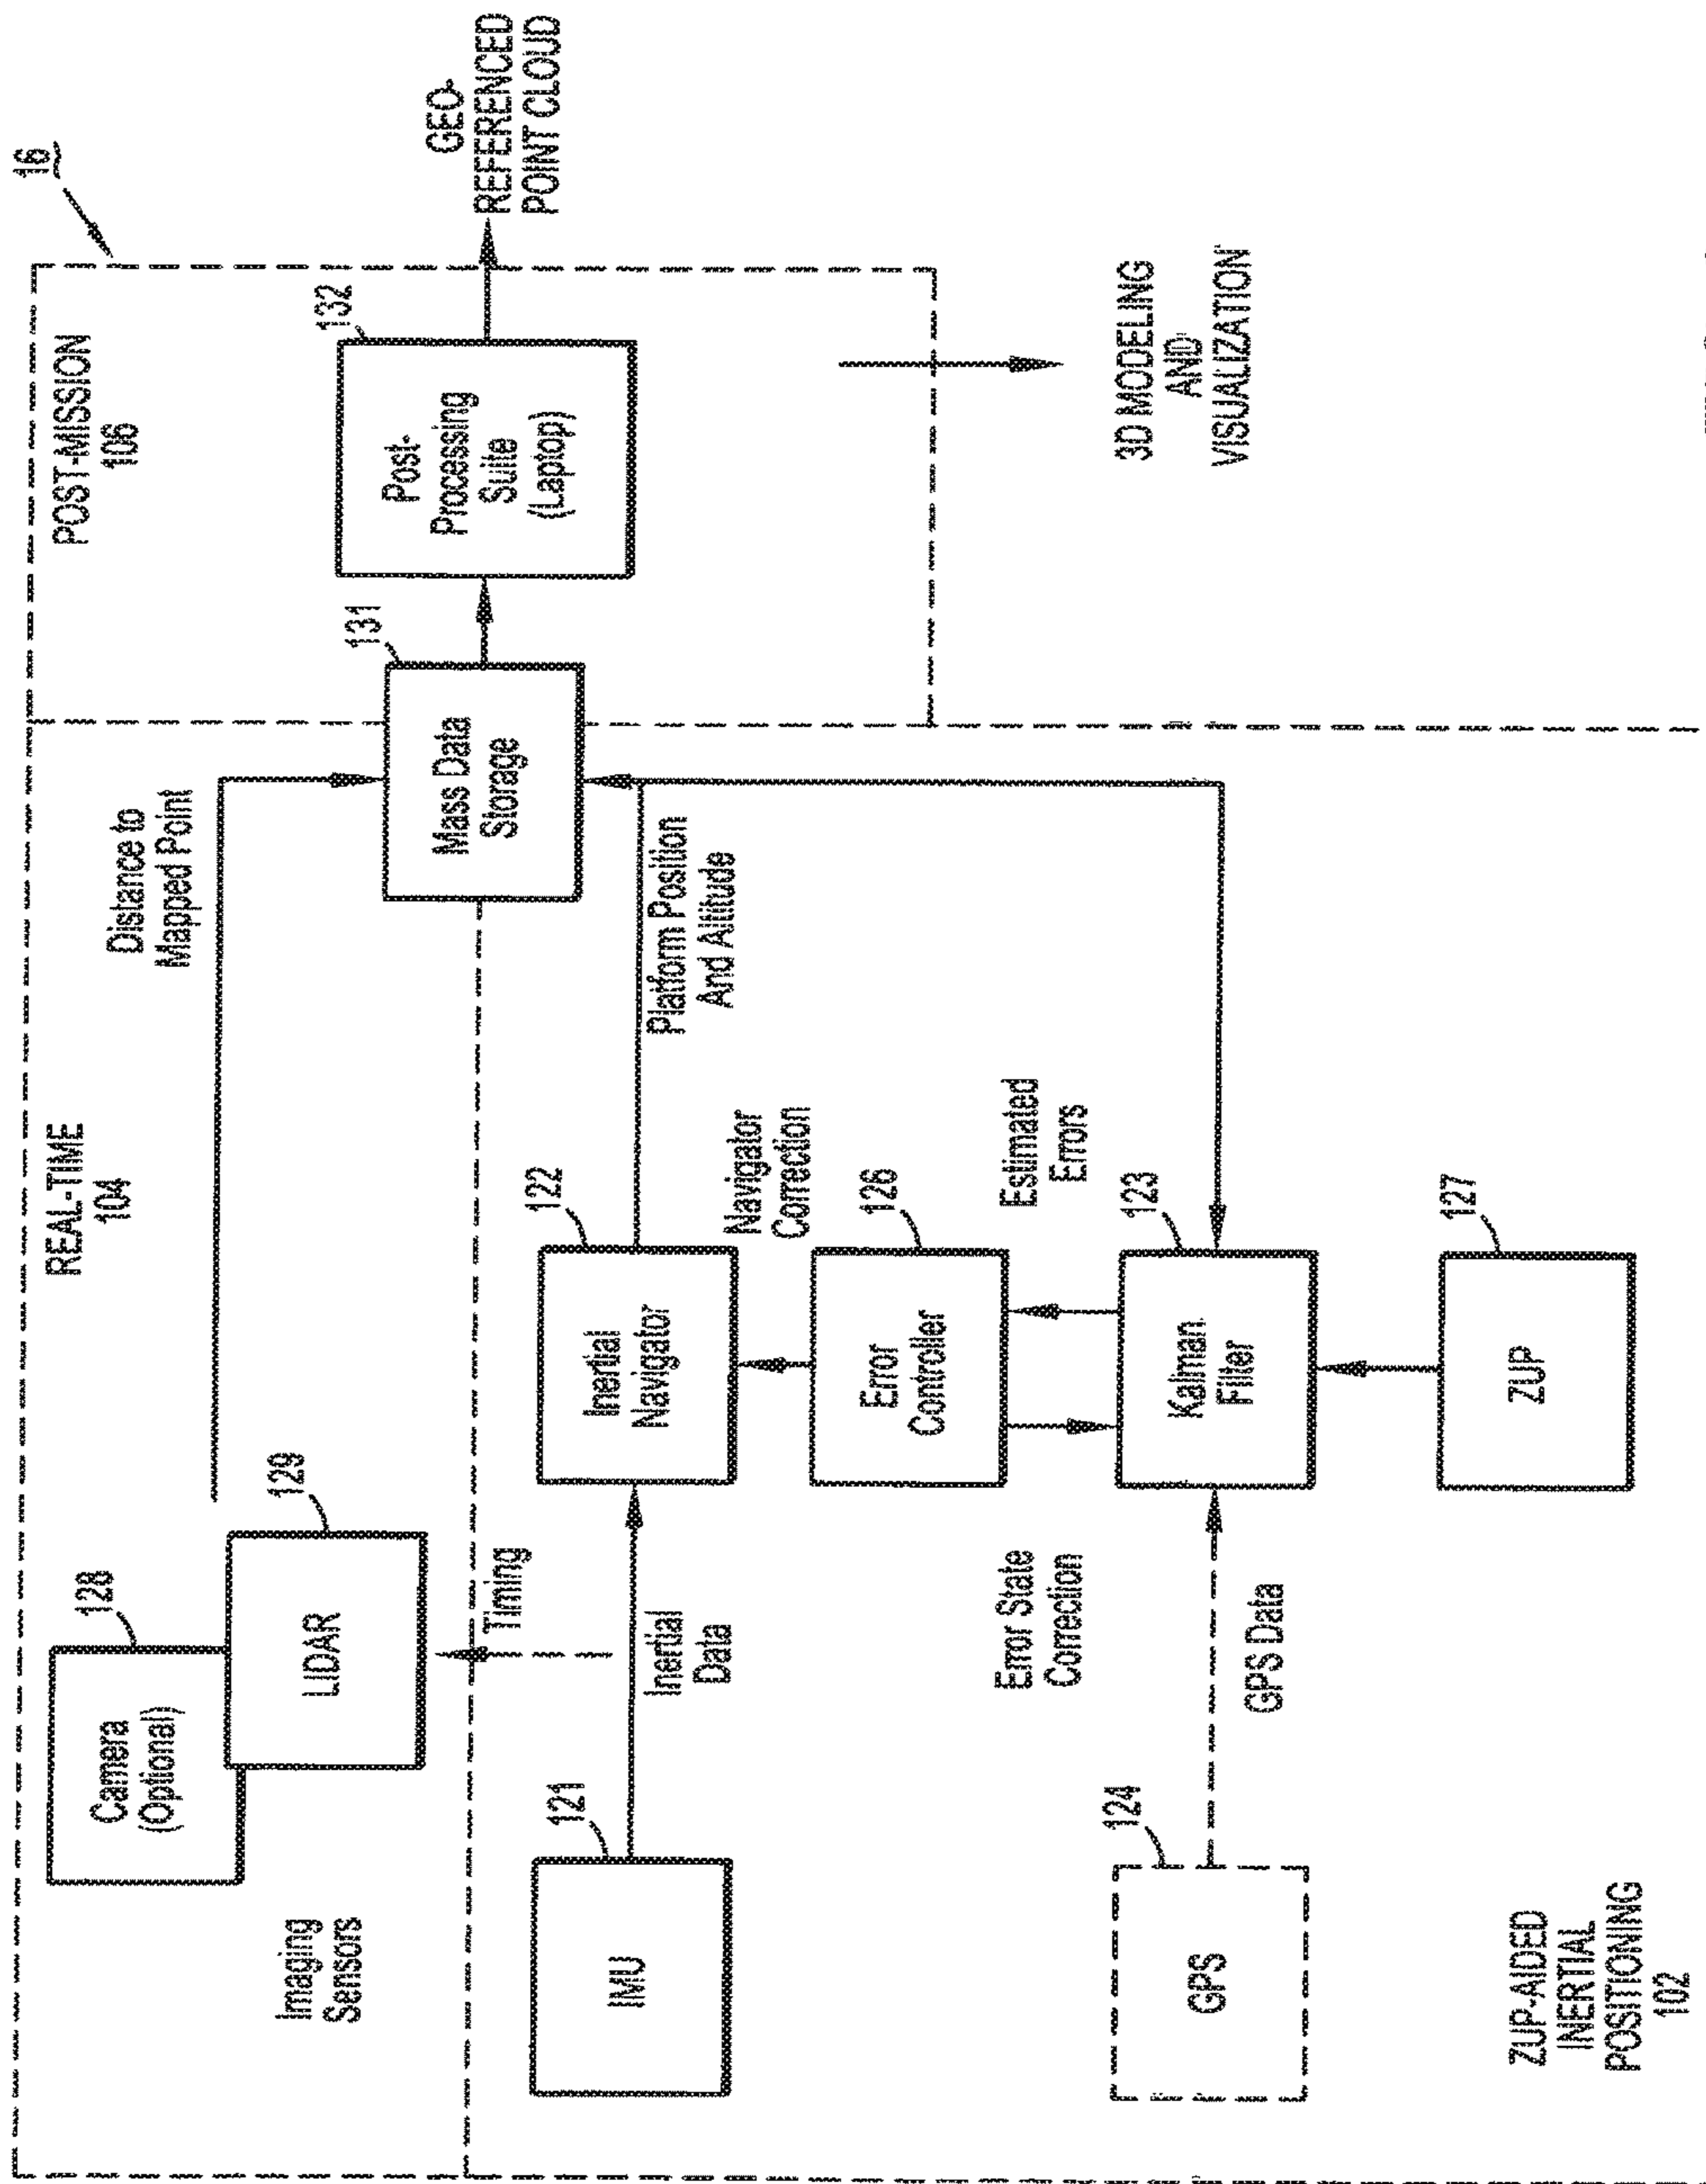 16
REAL-TIME
104
POST-MISSION
106
Camera
(Optional)
128
LIDAR
129
Imaging
Sensors
Distance to
Mapped Point
Mass Data
Storage
131
Post-
Processing
Suite
(Laptop)
132
GEO-
REFERENCED
POINT CLOUD
Timing
IMU
121
Inertial
Data
Inertial
Navigator
122
Platform Position
And Altitude
Navigator
Correction
Error
Controller
126
Error State
Correction
Estimated
Errors
3D MODELING
AND
VISUALIZATION
GPS
124
GPS Data
Kalman
Filter
123
ZUP
127
ZUP-AIDED
INERTIAL
POSITIONING
102